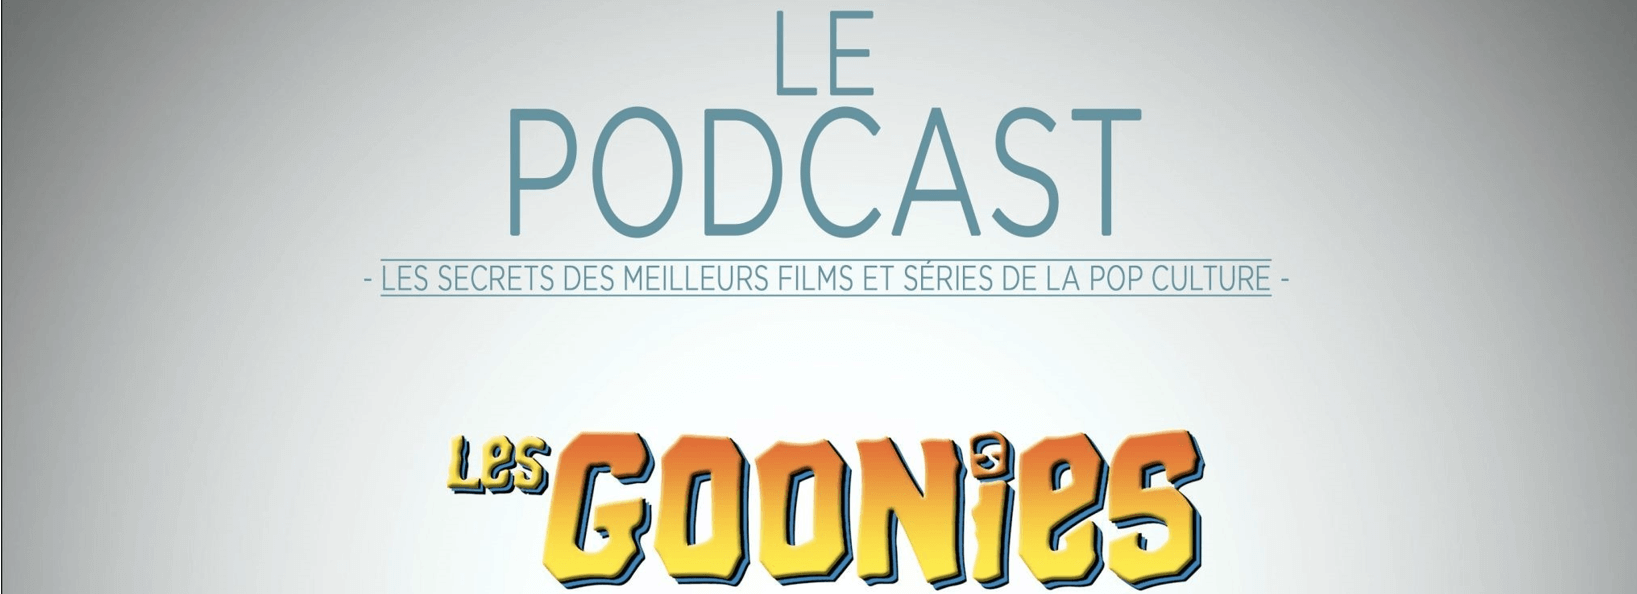 LE
PODCAST
- LES SECRETS DES MEILLEURS FILMS ET SÉRIES DE LA POP CULTURE -
Les GOONies